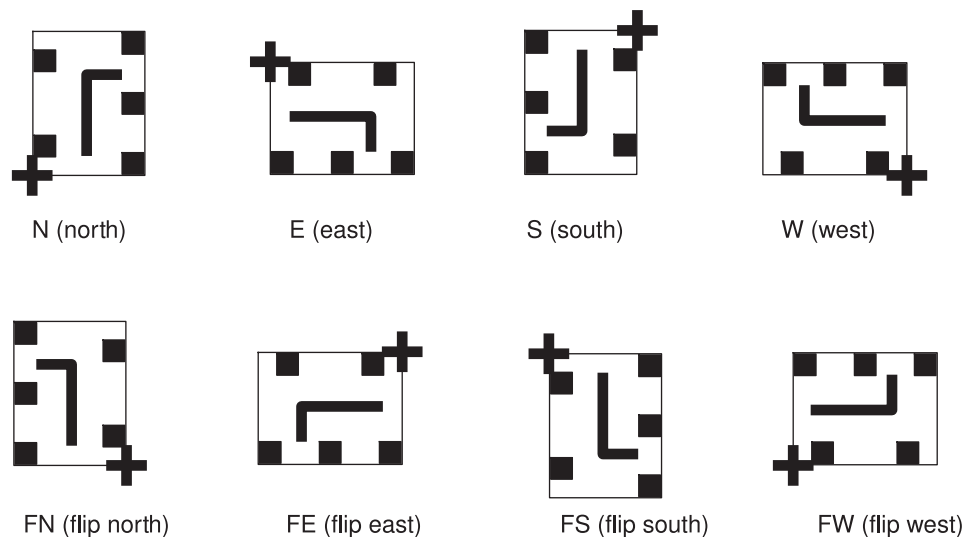 N (north)
E (east)
S (south)
W (west)
FN (flip north)
FE (flip east)
FS (flip south)
FW (flip west)